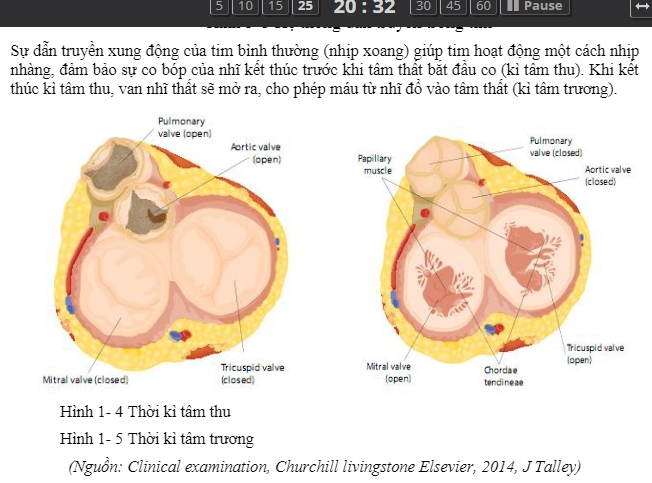 5 10 15 25 20 : 32 30 45 60 Pause
Sự dẫn truyền xung động của tim bình thường (nhịp xoang) giúp tim hoạt động một cách nhịp
nhàng, đảm bảo sự co bóp của nhĩ kết thúc trước khi tâm thất bắt đầu co (kì tâm thu). Khi kết
thúc kì tâm thu, van nhĩ thất sẽ mở ra, cho phép máu từ nhĩ đổ vào tâm thất (kì tâm trương).
Pulmonary
valve (open)
Aortic valve
(open)
Mitral valve (closed)
Tricuspid valve
(closed)
Papillary
muscle
Pulmonary
valve (closed)
Aortic valve
(closed)
Mitral valve
(open)
Chordae
tendineae
Tricuspid valve
(open)
Hình 1- 4 Thời kì tâm thu
Hình 1- 5 Thời kì tâm trương
(Nguồn: Clinical examination, Churchill livingstone Elsevier, 2014, J Talley)